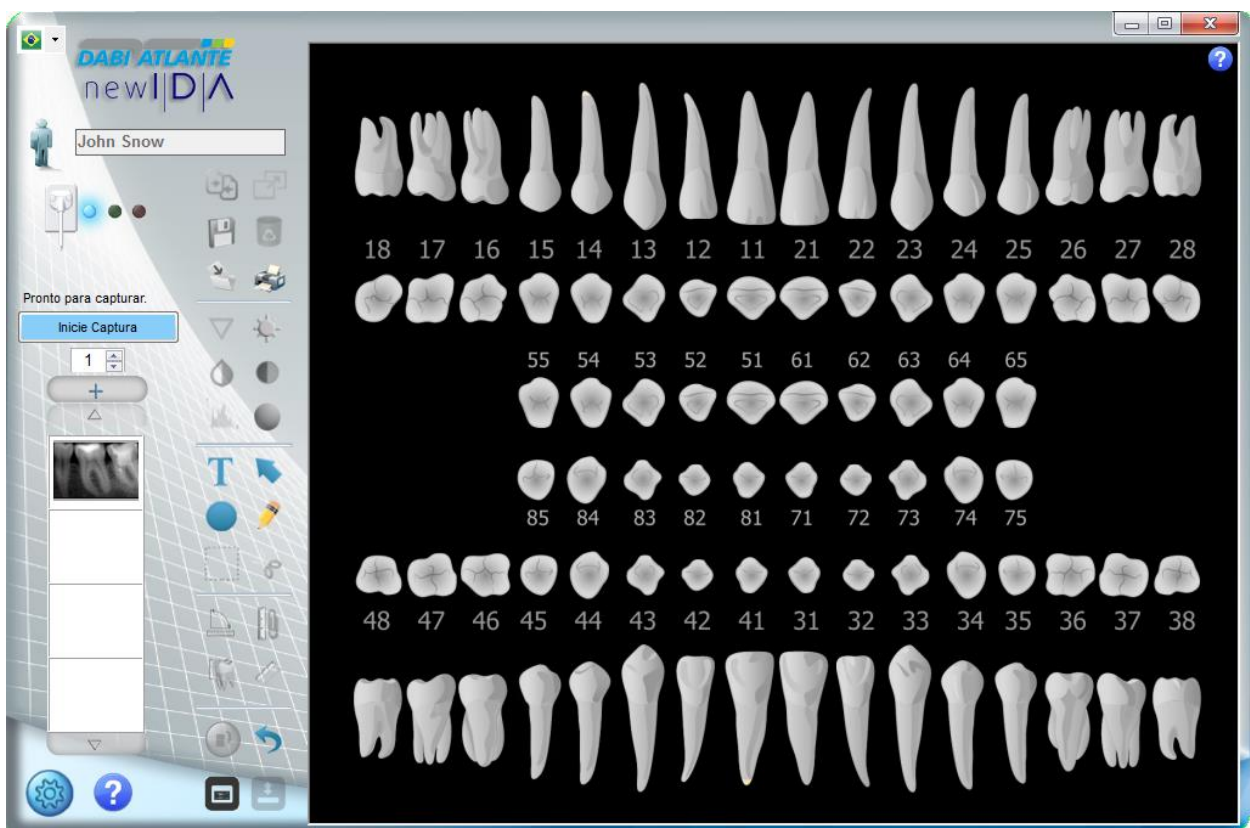 DABI ATLANTE
newI|D|Λ
John Snow
Pronto para capturar.
Inicie Captura
1
T
18 17 16 15 14 13 12 11 21 22 23 24 25 26 27 28
55 54 53 52 51 61 62 63 64 65
85 84 83 82 81 71 72 73 74 75
48 47 46 45 44 43 42 41 31 32 33 34 35 36 37 38